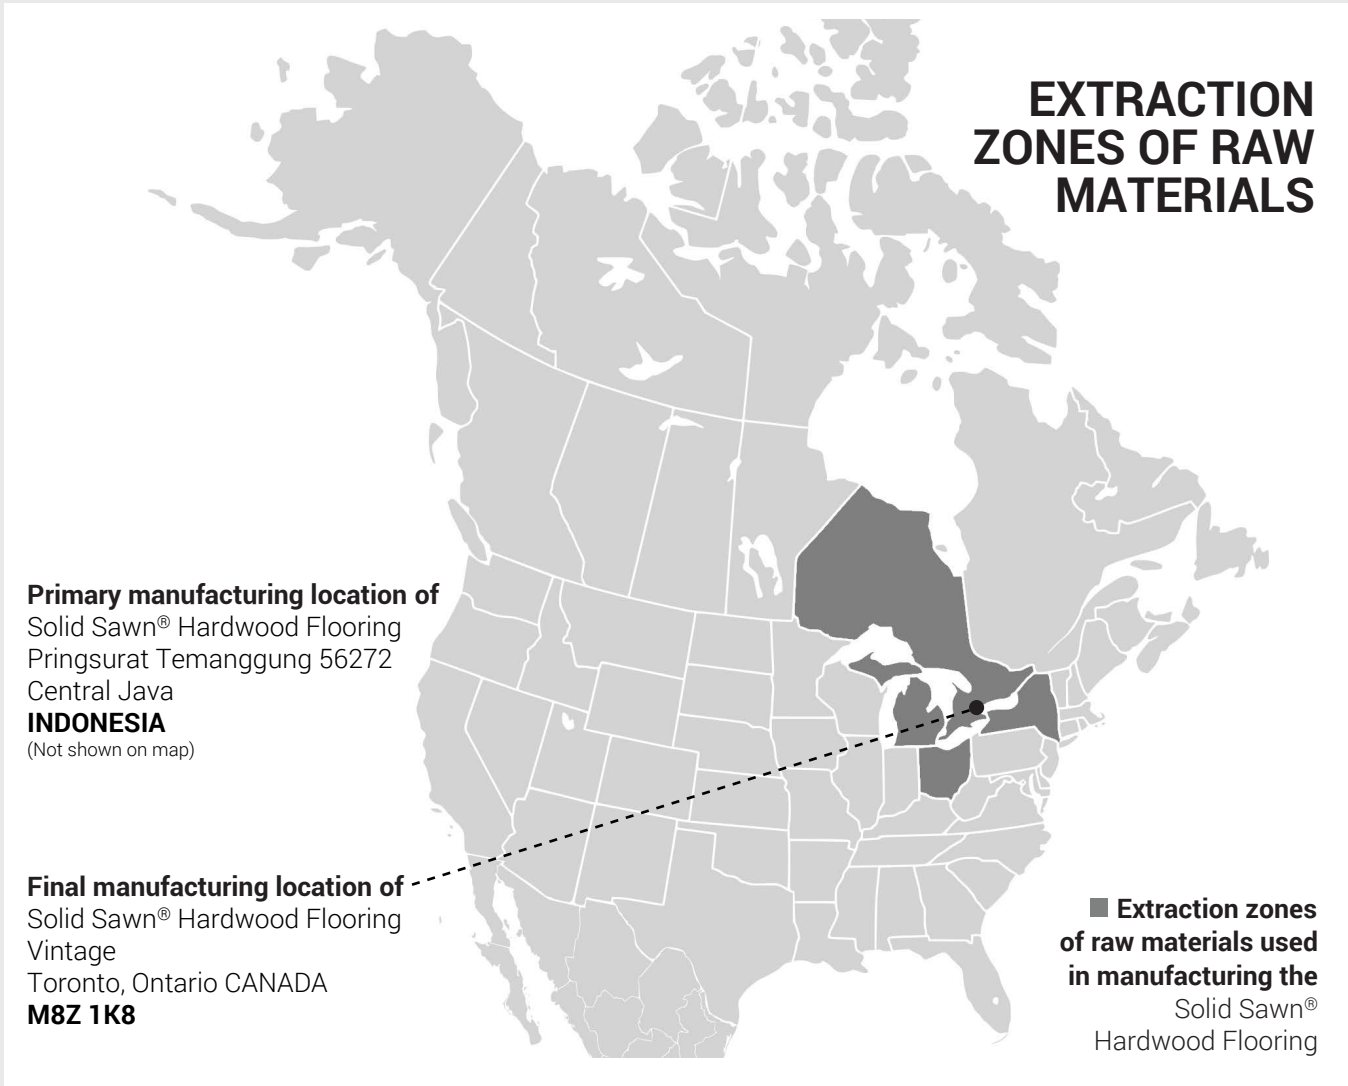 EXTRACTION
ZONES OF RAW
MATERIALS
Primary manufacturing location of
Solid Sawn® Hardwood Flooring
Pringsurat Temanggung 56272
Central Java
INDONESIA
(Not shown on map)
Final manufacturing location of
Solid Sawn® Hardwood Flooring
Vintage
Toronto, Ontario CANADA
M8Z 1K8
Extraction zones
of raw materials used
in manufacturing the
Solid Sawn®
Hardwood Flooring